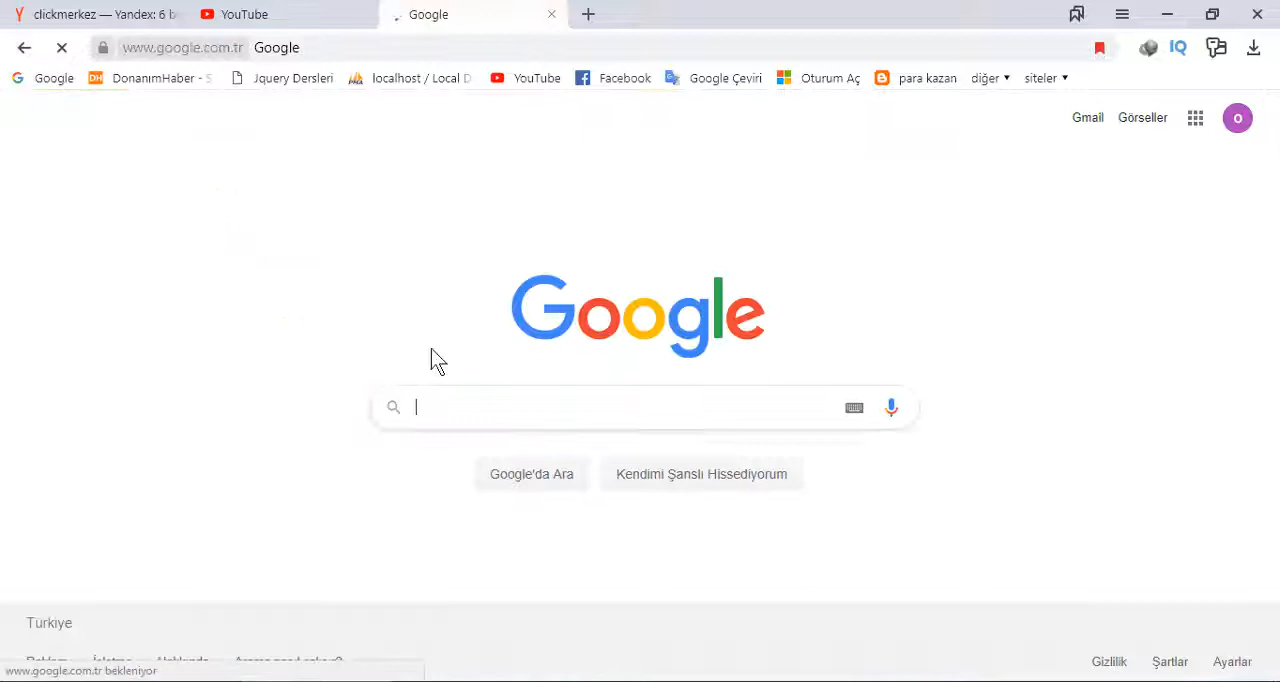 clickmerkez — Yandex: 6 b YouTube Google
www.google.com.tr Google IQ
Google DH DonanımHaber - S Jquery Dersleri localhost / Local D YouTube Facebook Google Çeviri Oturum Aç para kazan diğer siteler
Gmail Görseller o
Google
Google'da Ara Kendimi Şanslı Hissediyorum
Türkiye
Gizlilik Şartlar Ayarlar
www.google.com.tr bekleniyor